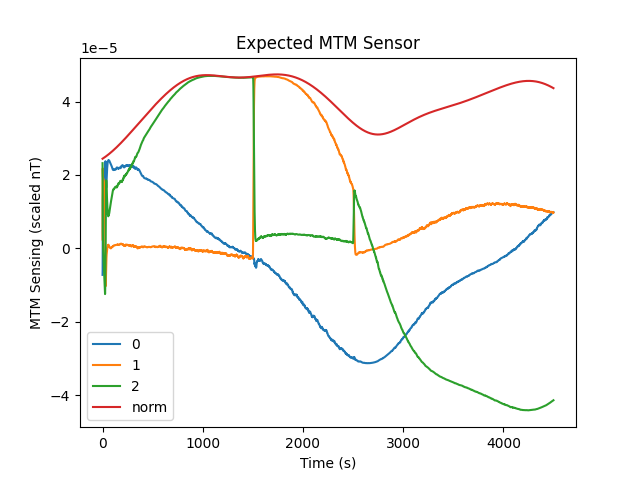 Expected MTM Sensor
1e−5
MTM Sensing (scaled nT)
4
2
0
−2
−4
0
1
2
norm
0 1000 2000 3000 4000
Time (s)